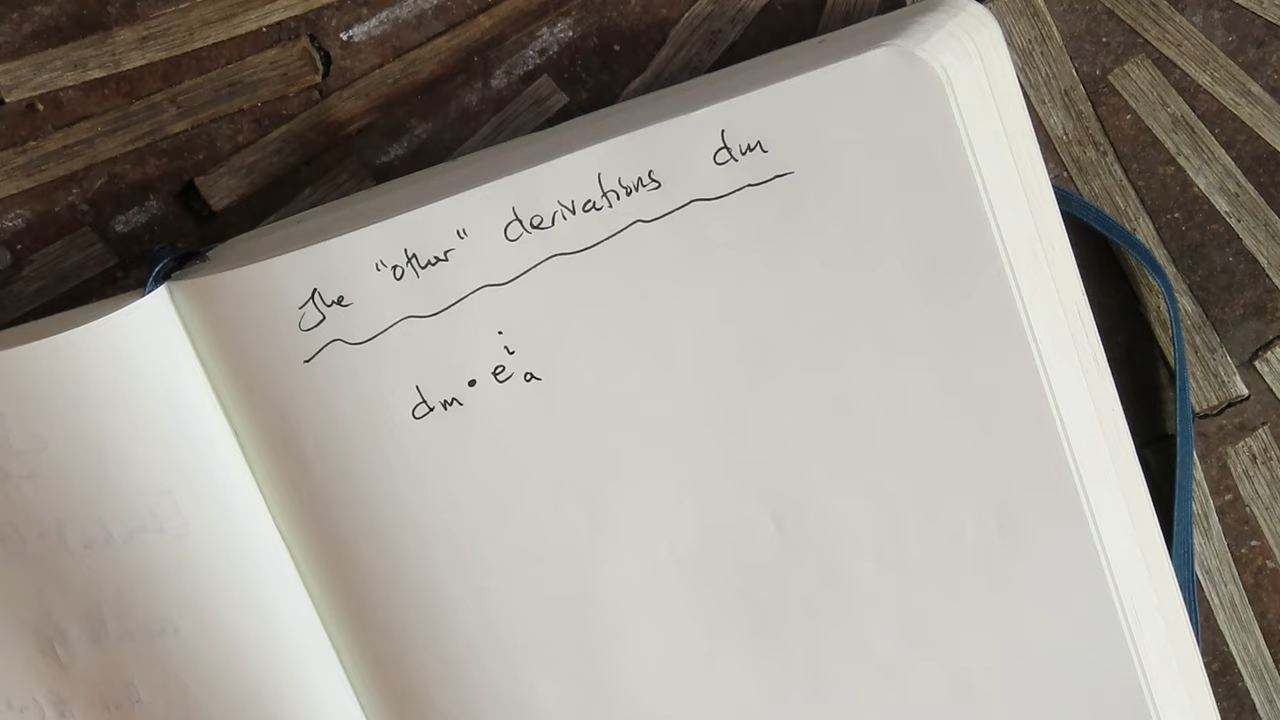 The "other" derivations dm
dm • e^i_a